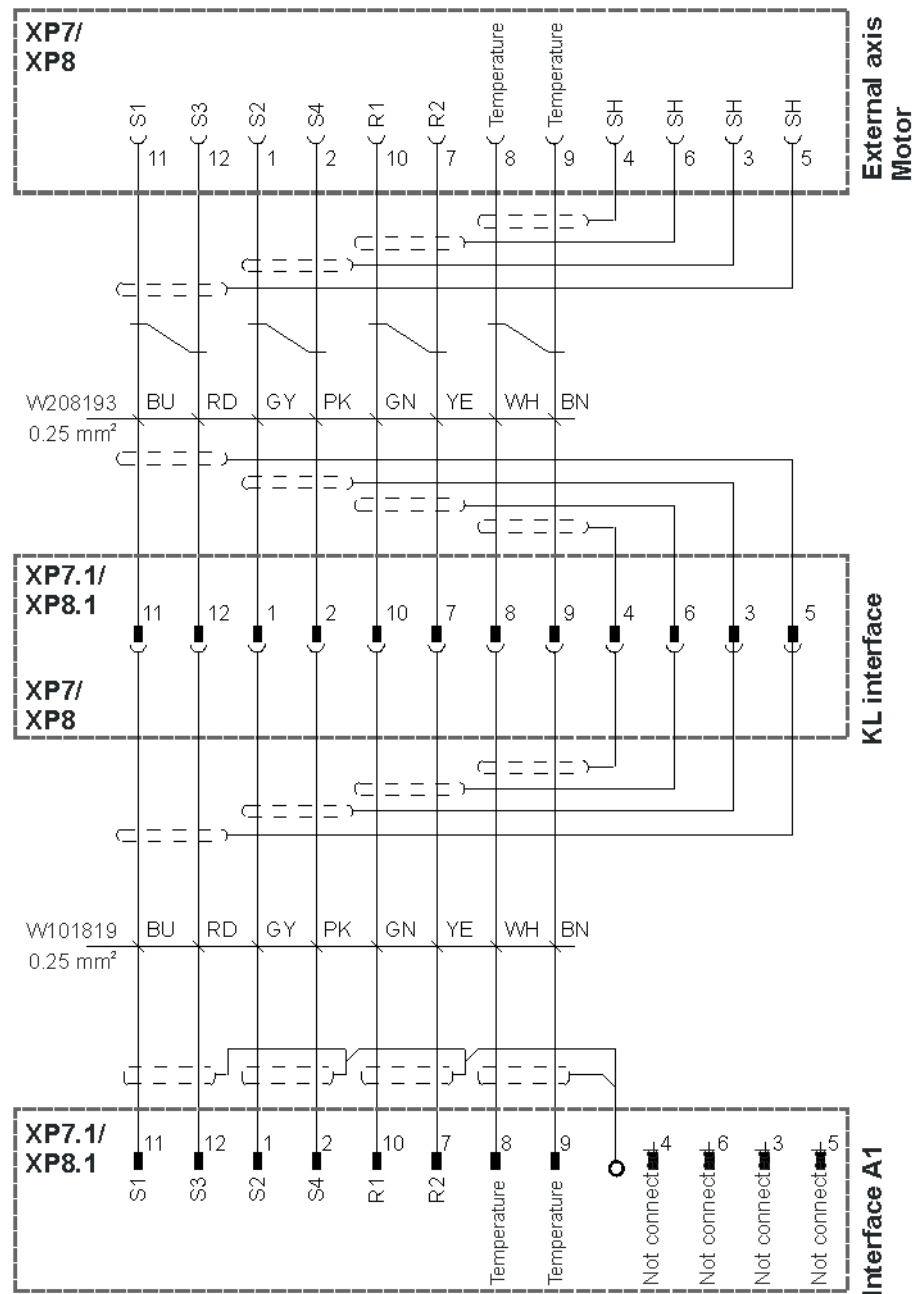 XP7/
XP8
S1 S3 S2 S4 R1 R2 Temperature Temperature SH SH SH SH
11 12 1 2 10 7 8 9 4 6 3 5
External axis
Motor
W208193 BU RD GY PK GN YE WH BN
0.25 mm²
XP7.1/
XP8.1
11 12 1 2 10 7 8 9 4 6 3 5
XP7/
XP8
KL interface
W101819 BU RD GY PK GN YE WH BN
0.25 mm²
XP7.1/
XP8.1
11 12 1 2 10 7 8 9 4 6 3 5
S1 S3 S2 S4 R1 R2 Temperature Temperature Not connect Not connect Not connect Not connect
Interface A1